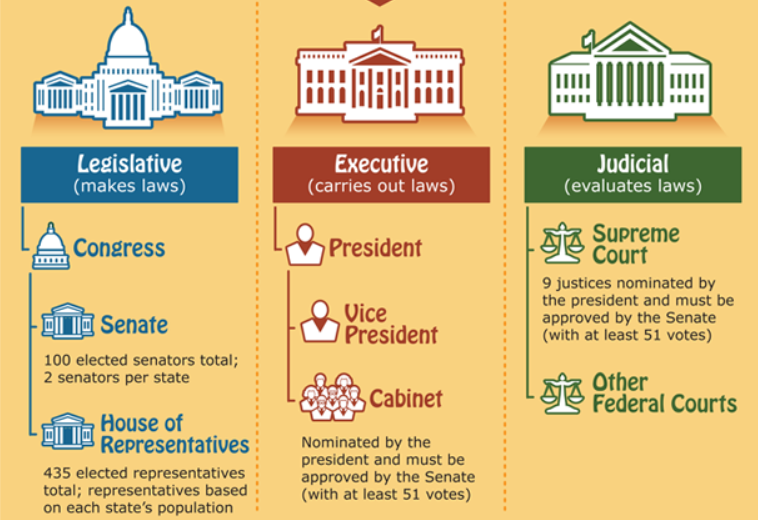 Legislative
(makes laws)
Congress
Senate
100 elected senators total;
2 senators per state
House of
Representatives
435 elected representatives
total; representatives based
on each state's population
Executive
(carries out laws)
President
Vice
President
Cabinet
Nominated by the
president and must be
approved by the Senate
(with at least 51 votes)
Judicial
(evaluates laws)
Supreme
Court
9 justices nominated by
the president and must be
approved by the Senate
(with at least 51 votes)
Other
Federal Courts